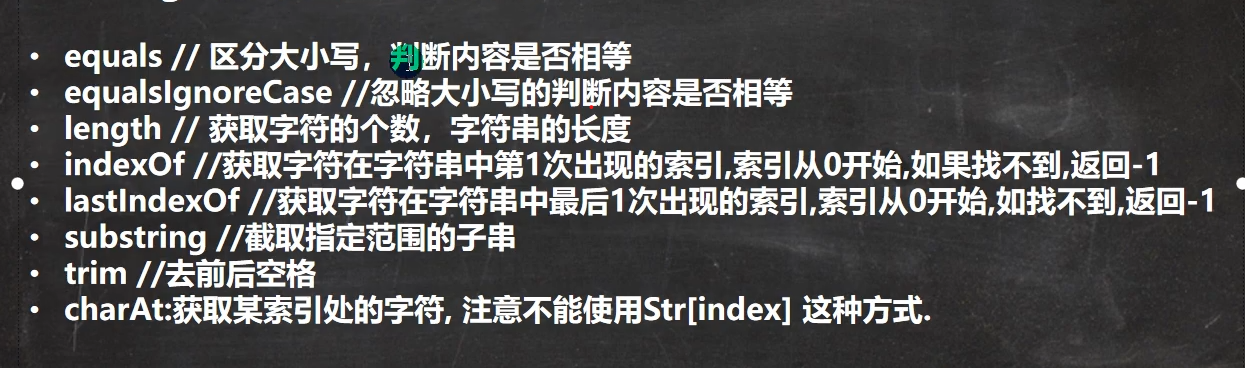 • equals // 区分大小写，判断内容是否相等
• equalsIgnoreCase //忽略大小写的判断内容是否相等
• length // 获取字符的个数，字符串的长度
• indexOf //获取字符在字符串中第1次出现的索引,索引从0开始,如果找不到,返回-1
• lastIndexOf //获取字符在字符串中最后1次出现的索引,索引从0开始,如找不到,返回-1
• substring //截取指定范围的子串
• trim //去前后空格
• charAt:获取某索引处的字符, 注意不能使用Str[index] 这种方式.